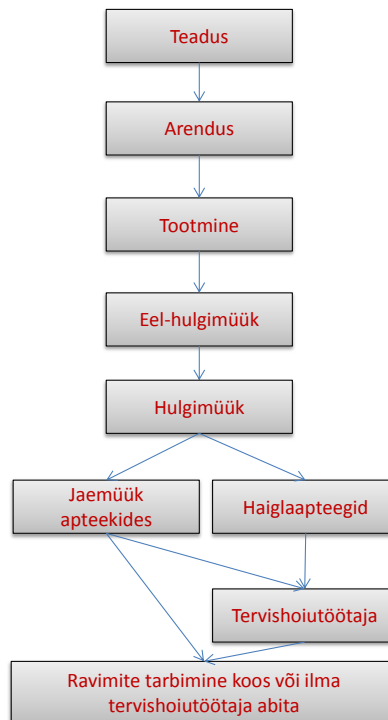 Teadus
Arendus
Tootmine
Eel-hulgimüük
Hulgimüük
Jaemüük
apteekides
Haiglaapteegid
Tervishoiutöötaja
Ravimite tarbimine koos või ilma
tervishoiutöötaja abita